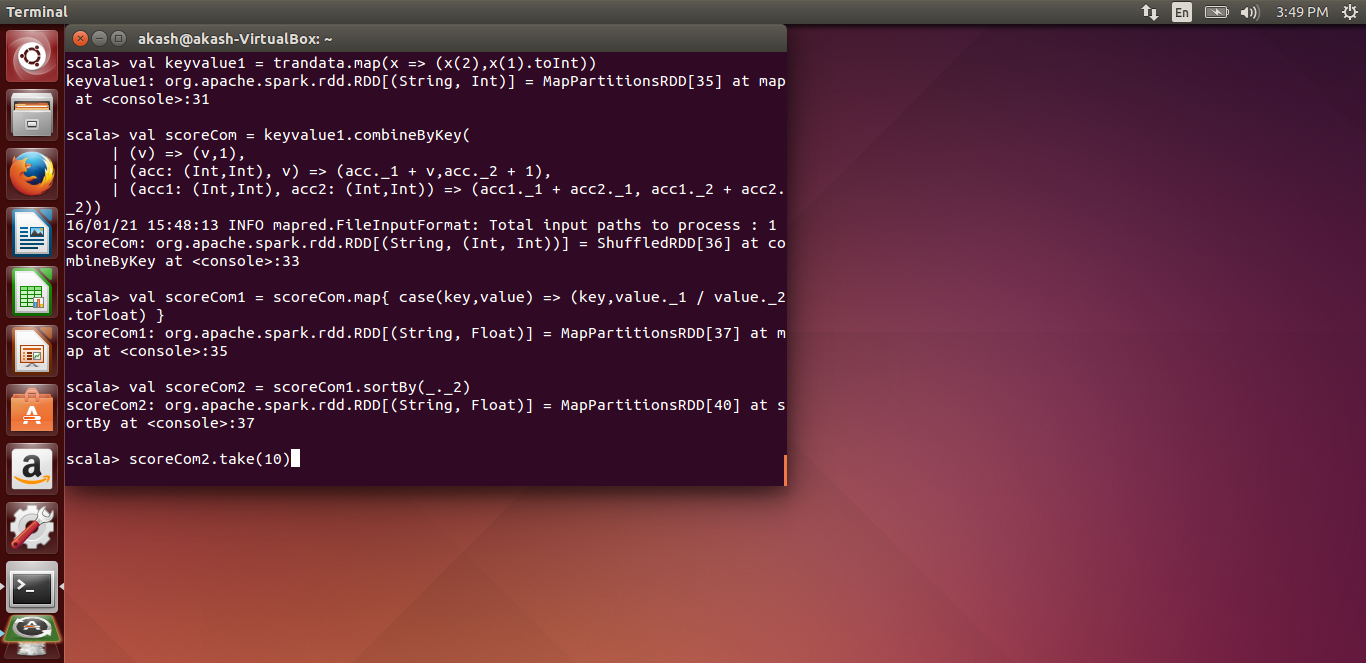 Terminal
En
3:49 PM
akash@akash-VirtualBox: ~
scala> val keyvalue1 = trandata.map(x => (x(2),x(1).toInt))
keyvalue1: org.apache.spark.rdd.RDD[(String, Int)] = MapPartitionsRDD[35] at map
 at <console>:31
scala> val scoreCom = keyvalue1.combineByKey(
     | (v) => (v,1),
     | (acc: (Int,Int), v) => (acc._1 + v,acc._2 + 1),
     | (acc1: (Int,Int), acc2: (Int,Int)) => (acc1._1 + acc2._1, acc1._2 + acc2.
_2))
16/01/21 15:48:13 INFO mapred.FileInputFormat: Total input paths to process : 1
scoreCom: org.apache.spark.rdd.RDD[(String, (Int, Int))] = ShuffledRDD[36] at co
mbineByKey at <console>:33
scala> val scoreCom1 = scoreCom.map{ case(key,value) => (key,value._1 / value._2
.toFloat) }
scoreCom1: org.apache.spark.rdd.RDD[(String, Float)] = MapPartitionsRDD[37] at m
ap at <console>:35
scala> val scoreCom2 = scoreCom1.sortBy(_._2)
scoreCom2: org.apache.spark.rdd.RDD[(String, Float)] = MapPartitionsRDD[40] at s
ortBy at <console>:37
scala> scoreCom2.take(10)